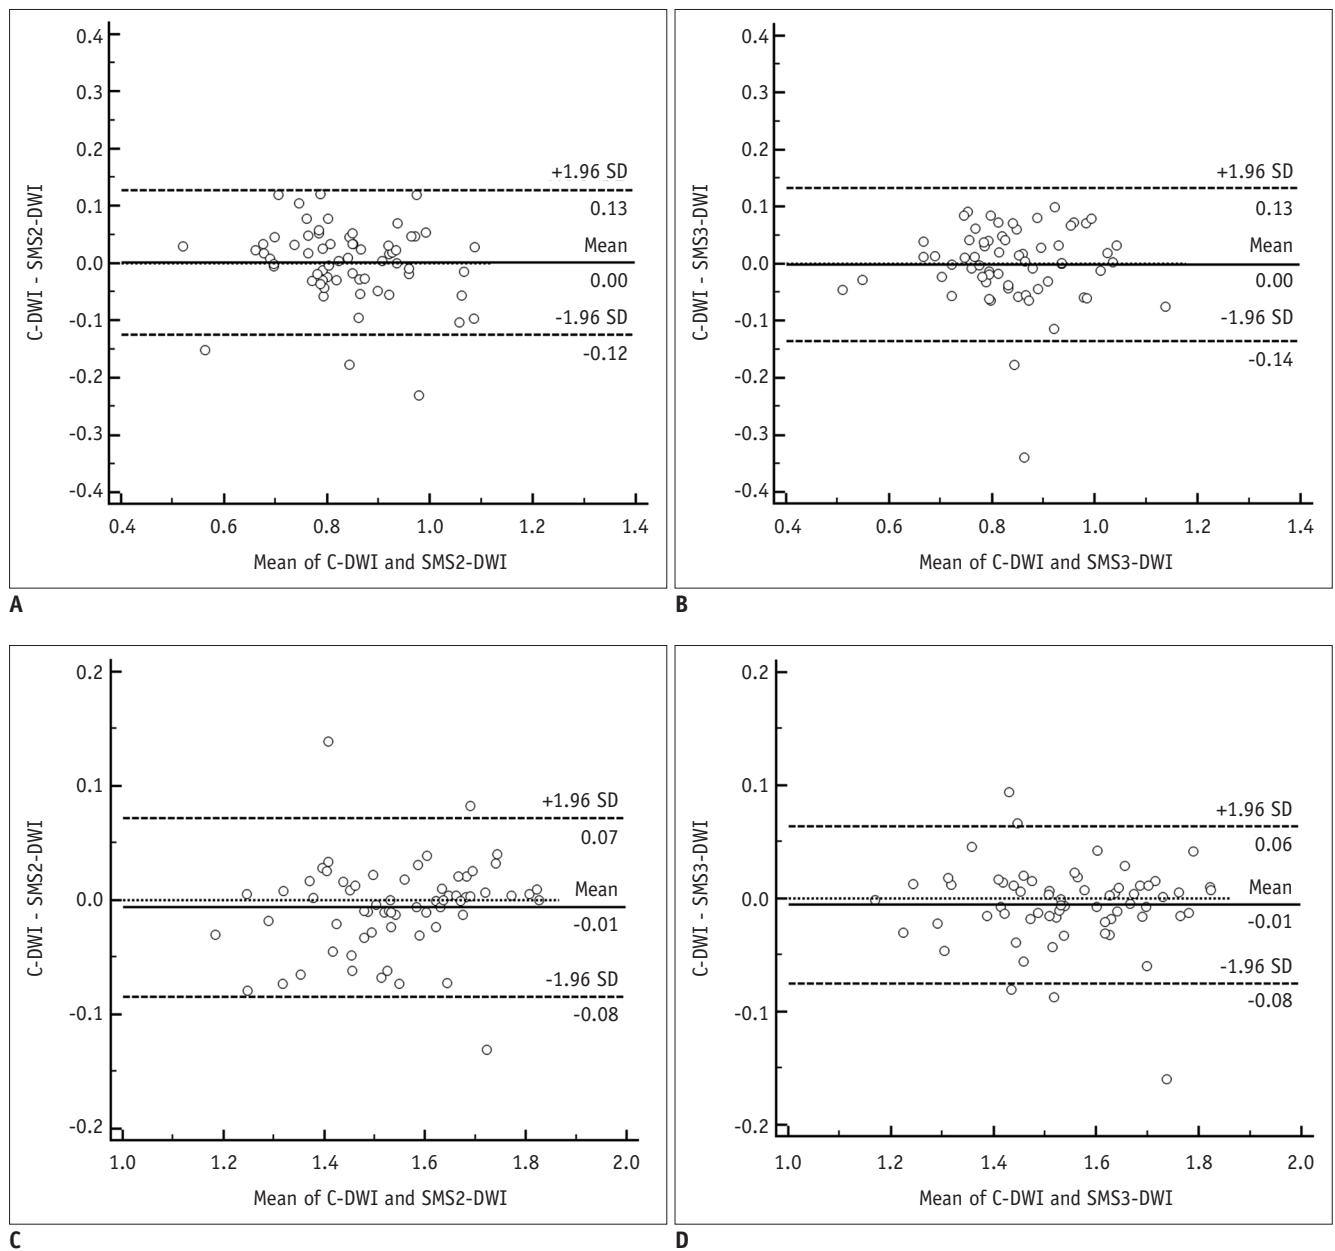 0.4
0.3
0.2
0.1
0.0
-0.1
-0.2
-0.3
-0.4
C-DWI - SMS2-DWI
+1.96 SD
0.13
Mean
0.00
-1.96 SD
-0.12
0.4 0.6 0.8 1.0 1.2 1.4
Mean of C-DWI and SMS2-DWI
A
0.4
0.3
0.2
0.1
0.0
-0.1
-0.2
-0.3
-0.4
C-DWI - SMS3-DWI
+1.96 SD
0.13
Mean
0.00
-1.96 SD
-0.14
0.4 0.6 0.8 1.0 1.2 1.4
Mean of C-DWI and SMS3-DWI
B
0.2
0.1
0.0
-0.1
-0.2
C-DWI - SMS2-DWI
+1.96 SD
0.07
Mean
-0.01
-1.96 SD
-0.08
1.0 1.2 1.4 1.6 1.8 2.0
Mean of C-DWI and SMS2-DWI
C
0.2
0.1
0.0
-0.1
-0.2
C-DWI - SMS3-DWI
+1.96 SD
0.06
Mean
-0.01
-1.96 SD
-0.08
1.0 1.2 1.4 1.6 1.8 2.0
Mean of C-DWI and SMS3-DWI
D